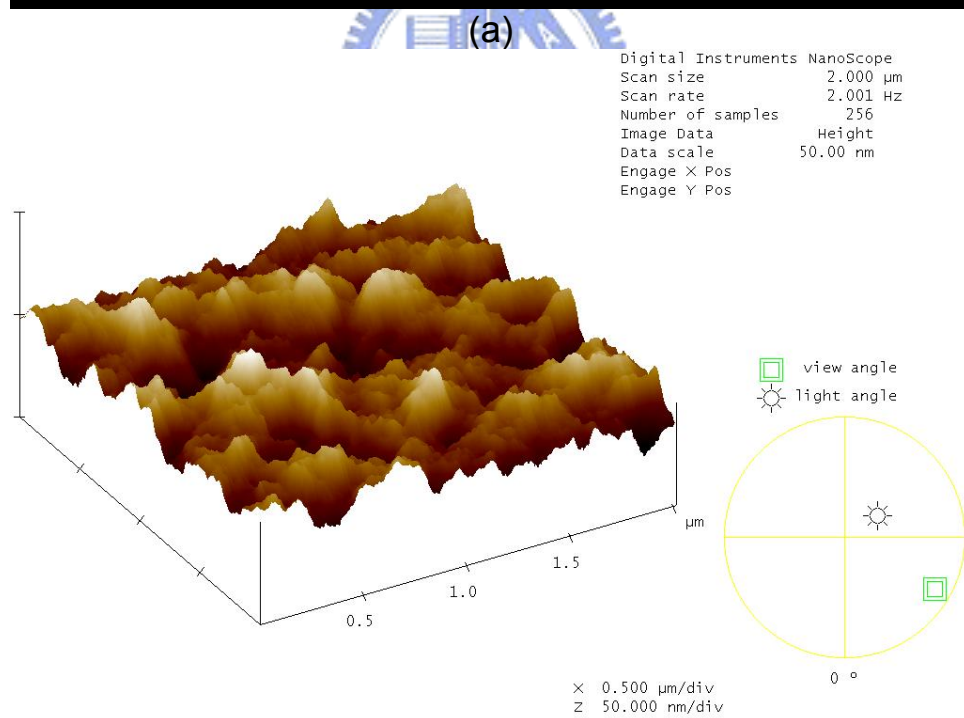 (a)
Digital Instruments NanoScope
Scan size 2.000 µm
Scan rate 2.001 Hz
Number of samples 256
Image Data Height
Data scale 50.00 nm
Engage X Pos
Engage Y Pos
view angle
light angle
µm
1.5
1.0
0.5
0 °
X 0.500 µm/div
Z 50.000 nm/div